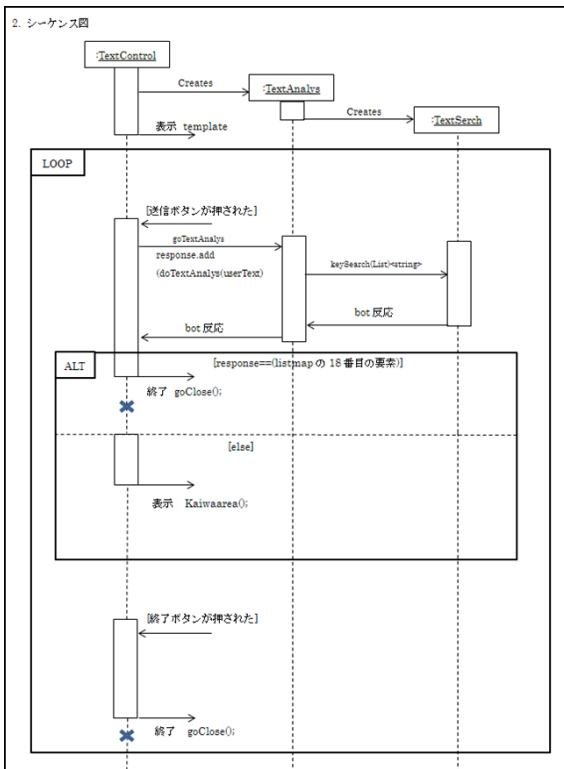 2. シーケンス図
:TextControl
Creates
:TextAnalys
Creates
:TextSerch
表示 template
LOOP
[送信ボタンが押された]
goTextAnalys
response.add
(doTextAnalys(userText)
keySearch(List)<string>
bot 反応
bot 反応
ALT
[response==(listmap の 18 番目の要素)]
終了 goClose();
[else]
表示 Kaiwaarea();
[終了ボタンが押された]
終了 goClose();